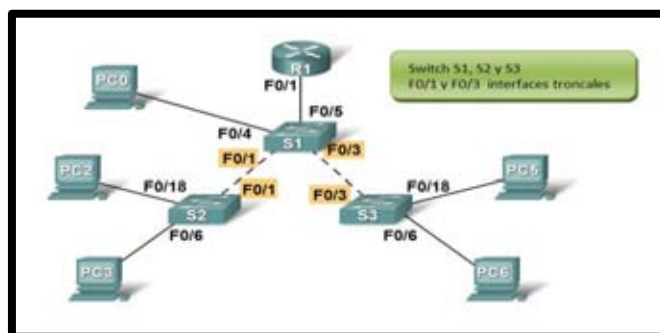 PC0
R1
F0/1
Switch S1, S2 y S3
F0/1 y F0/3 interfaces troncales
F0/5
F0/4
S1
F0/1
F0/3
PC2
F0/18
F0/1
F0/3
F0/18
PC5
S2
S3
F0/6
F0/6
PC3
PC6